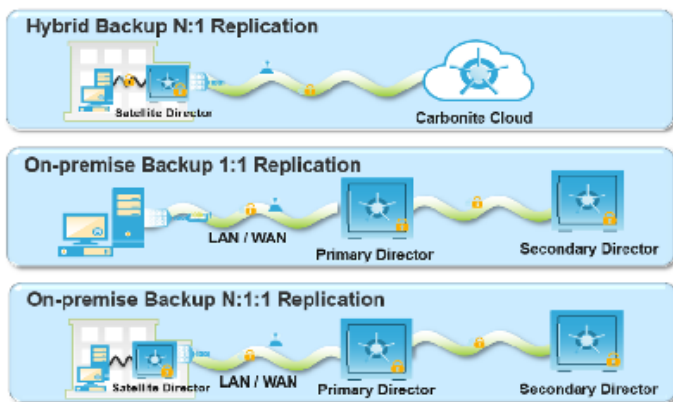 Hybrid Backup N:1 Replication
Satellite Director
Carbonite Cloud
On-premise Backup 1:1 Replication
LAN / WAN
Primary Director
Secondary Director
On-premise Backup N:1:1 Replication
Satellite Director
LAN / WAN
Primary Director
Secondary Director